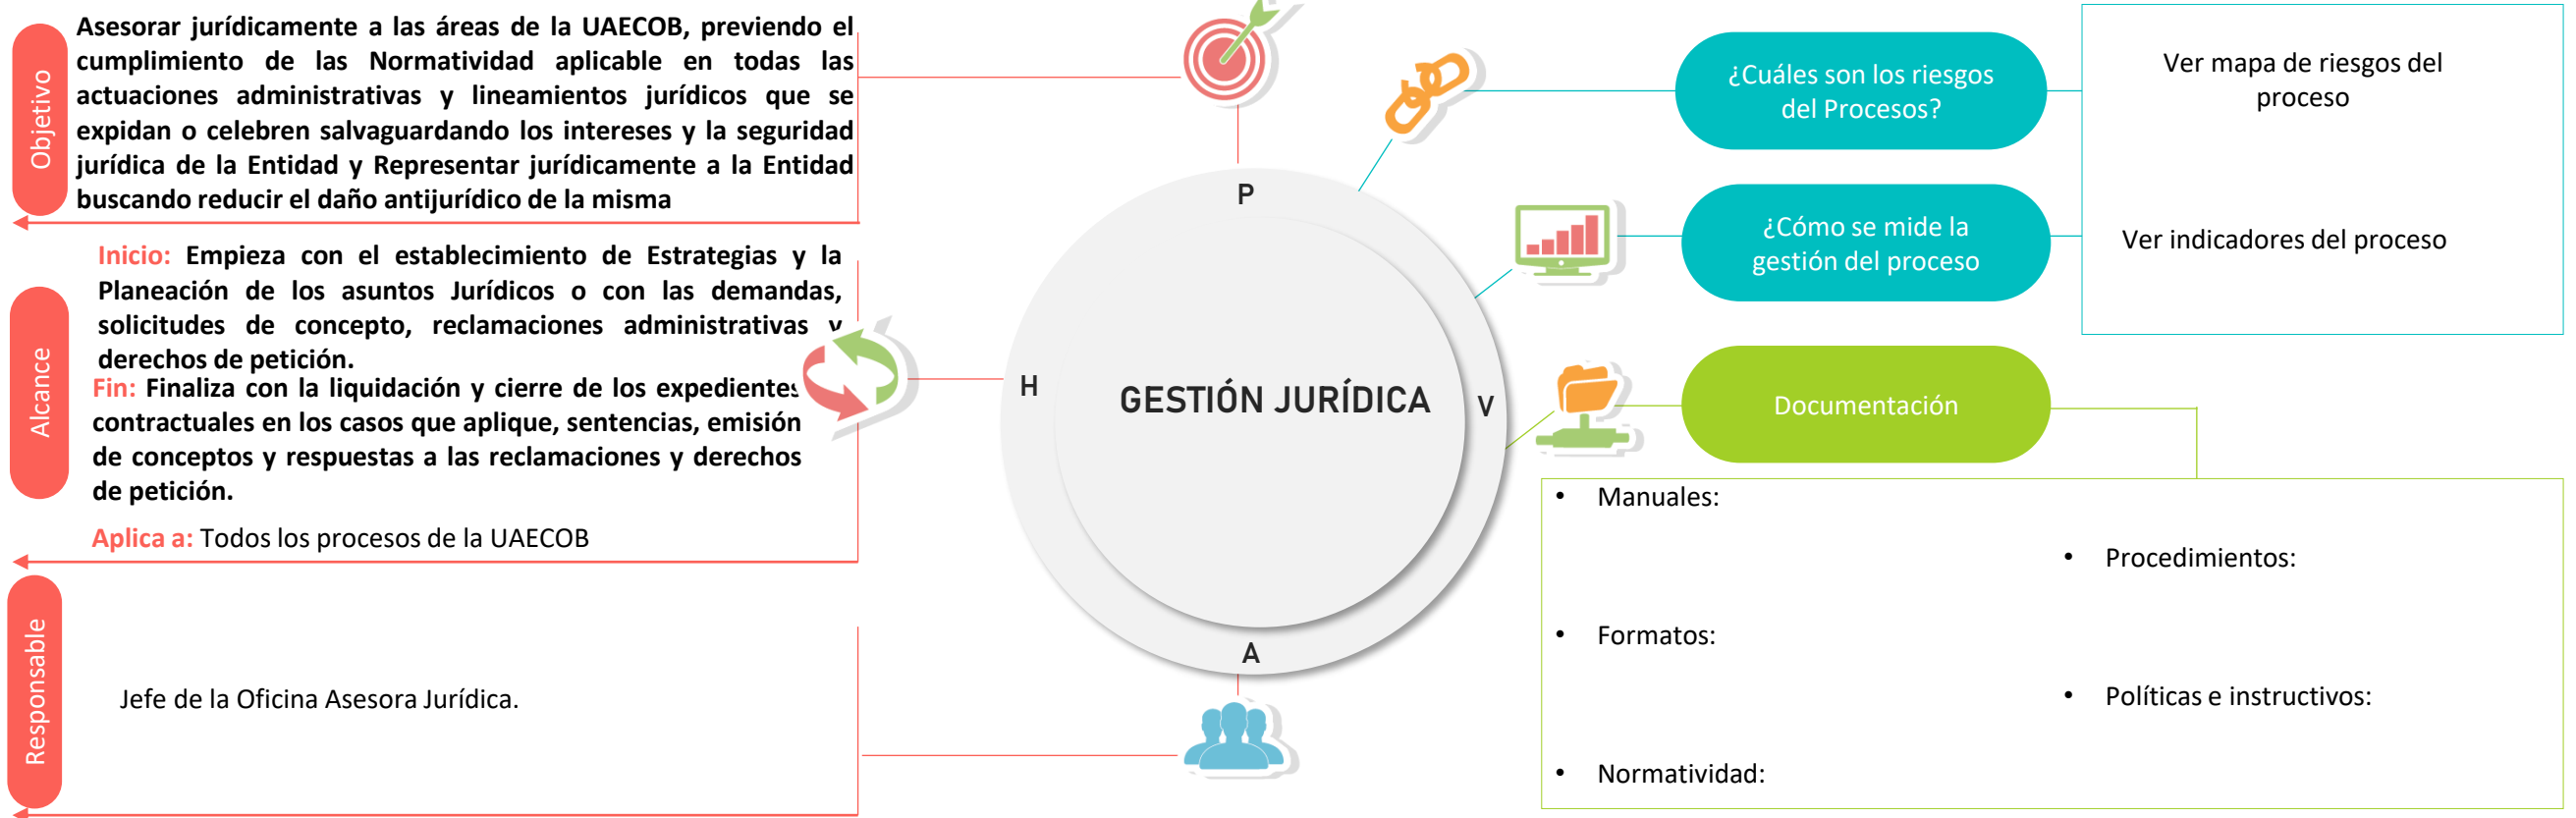 Objetivo
Asesorar jurídicamente a las áreas de la UAECOB, previendo el
cumplimiento de las Normatividad aplicable en todas las
actuaciones administrativas y lineamientos jurídicos que se
expidan o celebren salvaguardando los intereses y la seguridad
jurídica de la Entidad y Representar jurídicamente a la Entidad
buscando reducir el daño antijurídico de la misma
Alcance
Inicio: Empieza con el establecimiento de Estrategias y la
Planeación de los asuntos Jurídicos o con las demandas,
solicitudes de concepto, reclamaciones administrativas y
derechos de petición.
Fin: Finaliza con la liquidación y cierre de los expedientes
contractuales en los casos que aplique, sentencias, emisión
de conceptos y respuestas a las reclamaciones y derechos
de petición.
Aplica a: Todos los procesos de la UAECOB
Responsable
Jefe de la Oficina Asesora Jurídica.
P
H
GESTIÓN JURÍDICA
V
A
¿Cuáles son los riesgos
del Procesos?
Ver mapa de riesgos del
proceso
¿Cómo se mide la
gestión del proceso
Ver indicadores del proceso
Documentación
• Manuales:
• Formatos:
• Normatividad:
• Procedimientos:
• Políticas e instructivos: